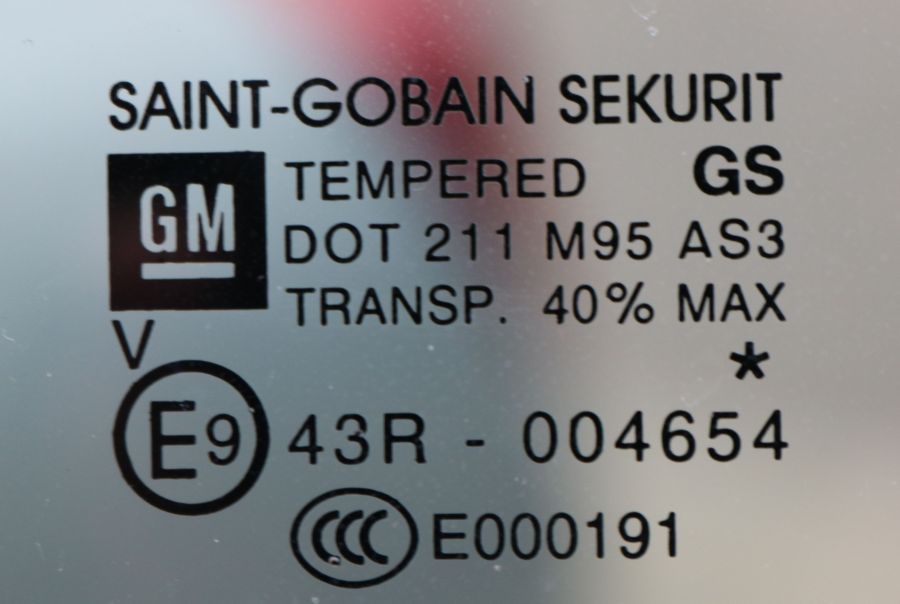 SAINT-GOBAIN SEKURIT
GM
TEMPERED GS
DOT 211 M95 AS3
TRANSP. 40% MAX
V *
E9 43R - 004654
CCC E000191